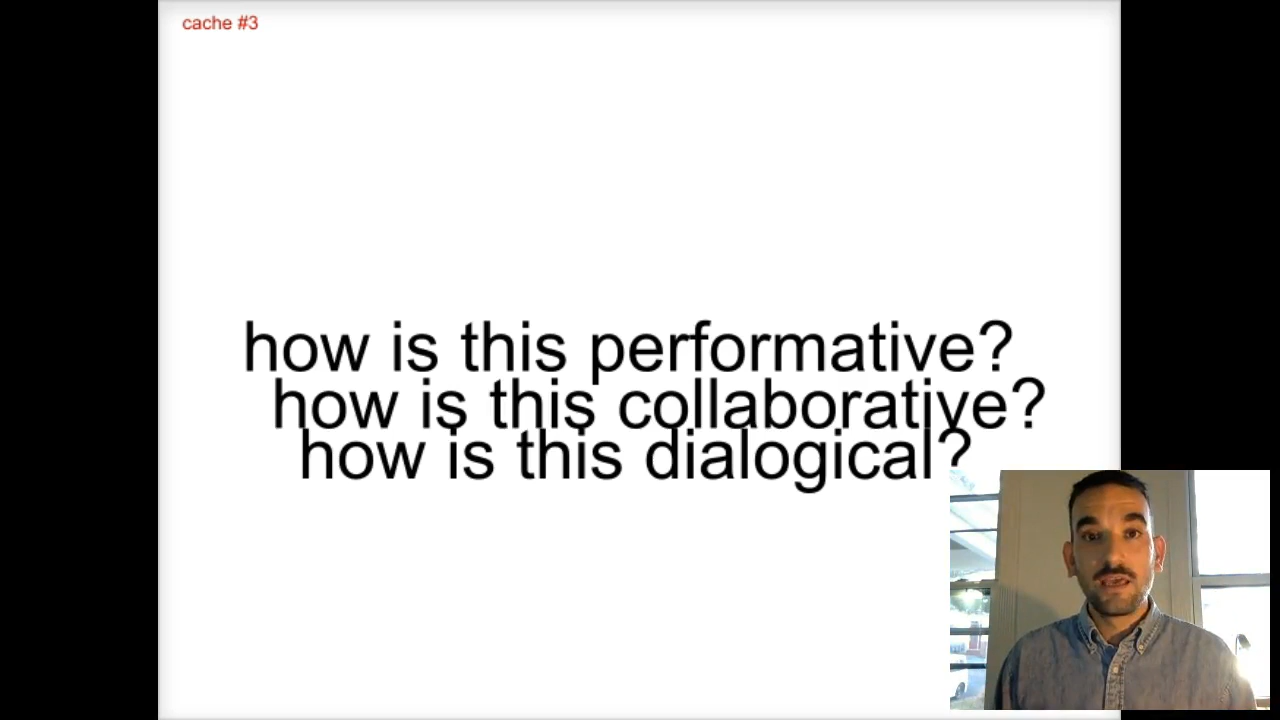 cache #3
how is this performative?
how is this collaborative?
how is this dialogical?